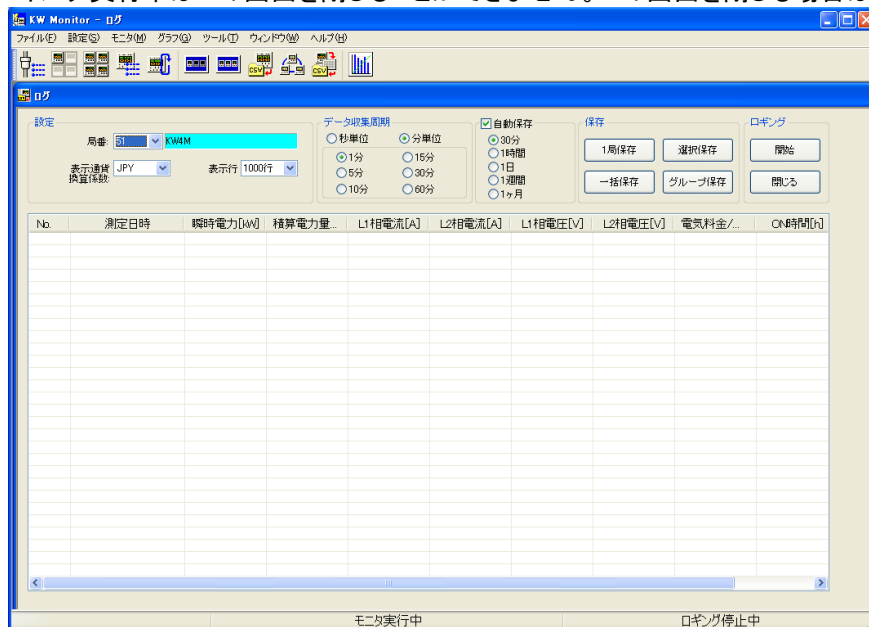 KW Monitor - ログ
ファイル(F) 設定(S) モニタ(M) グラフ(G) ツール(T) ウィンドウ(W) ヘルプ(H)
CSV CSV
ログ
設定
局番: 51 KW4M
表示通貨 JPY 表示行 1000行
換算係数:
データ収集周期
秒単位 分単位
1分 15分
5分 30分
10分 60分
自動保存
30分
1時間
1日
1週間
1ヶ月
保存
1局保存 選択保存
一括保存 グループ保存
ロギング
開始
閉じる
No. 測定日時 瞬時電力[kW] 積算電力量... L1相電流[A] L2相電流[A] L1相電圧[V] L2相電圧[V] 電気料金/... ON時間[h]
モニタ実行中 ロギング停止中